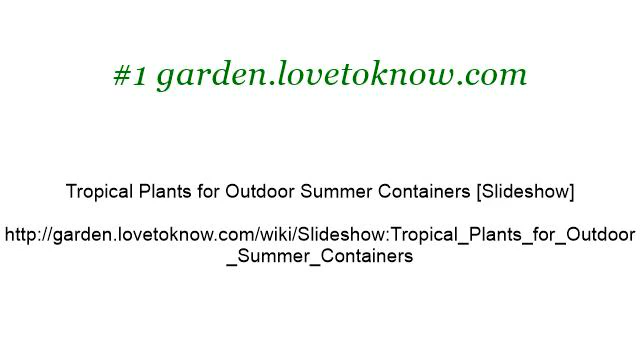 #1 garden.lovetoknow.com
Tropical Plants for Outdoor Summer Containers [Slideshow]
http://garden.lovetoknow.com/wiki/Slideshow:Tropical_Plants_for_Outdoor
_Summer_Containers